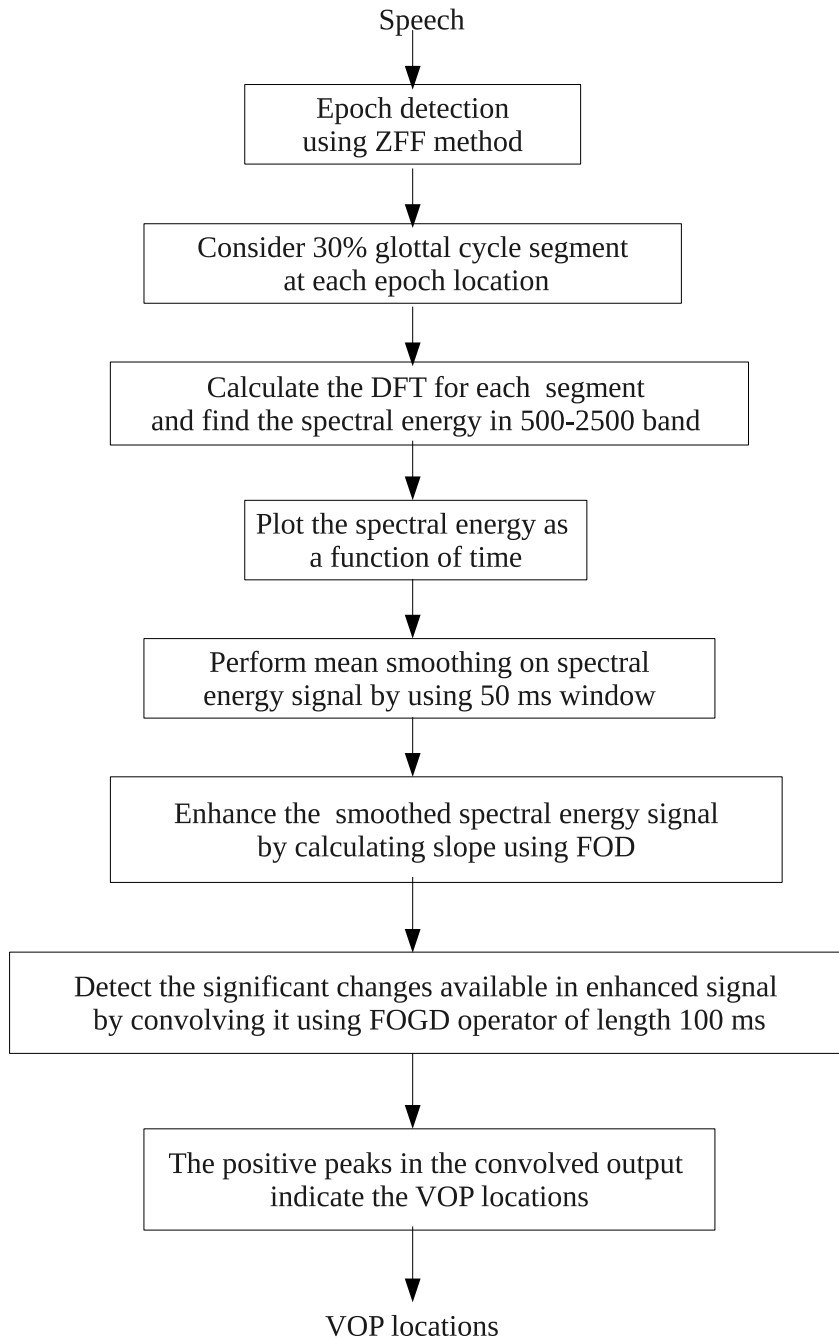 Speech
Epoch detection
using ZFF method
Consider 30% glottal cycle segment
at each epoch location
Calculate the DFT for each segment
and find the spectral energy in 500-2500 band
Plot the spectral energy as
a function of time
Perform mean smoothing on spectral
energy signal by using 50 ms window
Enhance the smoothed spectral energy signal
by calculating slope using FOD
Detect the significant changes available in enhanced signal
by convolving it using FOGD operator of length 100 ms
The positive peaks in the convolved output
indicate the VOP locations
VOP locations